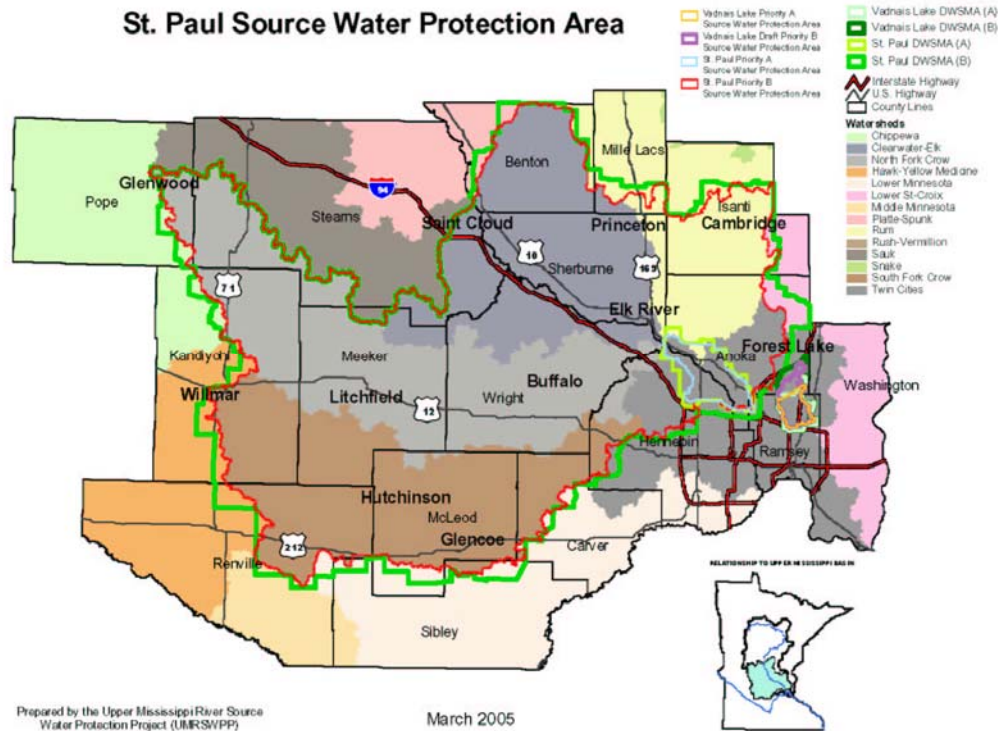 St. Paul Source Water Protection Area
Vadnais Lake Priority A
Source Water Protection Area
Vadnais Lake Draft Priority B
Source Water Protection Area
St. Paul Priority A
Source Water Protection Area
St. Paul Priority B
Source Water Protection Area
Vadnais Lake DWSMA (A)
Vadnais Lake DWSMA (B)
St. Paul DWSMA (A)
St. Paul DWSMA (B)
Interstate Highway
U.S. Highway
County Lines
Watersheds
Chippewa
Clearwater-Elk
North Fork Crow
Hawk-Yellow Medicine
Lower Minnesota
Lower St-Croix
Middle Minnesota
Platte-Spunk
Rum
Rush-Vermillion
Sauk
Snake
South Fork Crow
Twin Cities
Mille Lacs
Benton
Glenwood
Pope
94
Stearns
Saint Cloud
Princeton
Isanti
Cambridge
10
169
Sherburne
71
Elk River
Kandiyohi
Meeker
Anoka
Forest Lake
Washington
Willmar
Litchfield
12
Buffalo
Wright
Hennepin
Ramsey
Hutchinson
McLeod
Glencoe
212
Renville
Carver
Sibley
RELATIONSHIP TO UPPER MISSISSIPPI BASIN
Prepared by the Upper Mississippi River Source
Water Protection Project (UMRSWPP)
March 2005